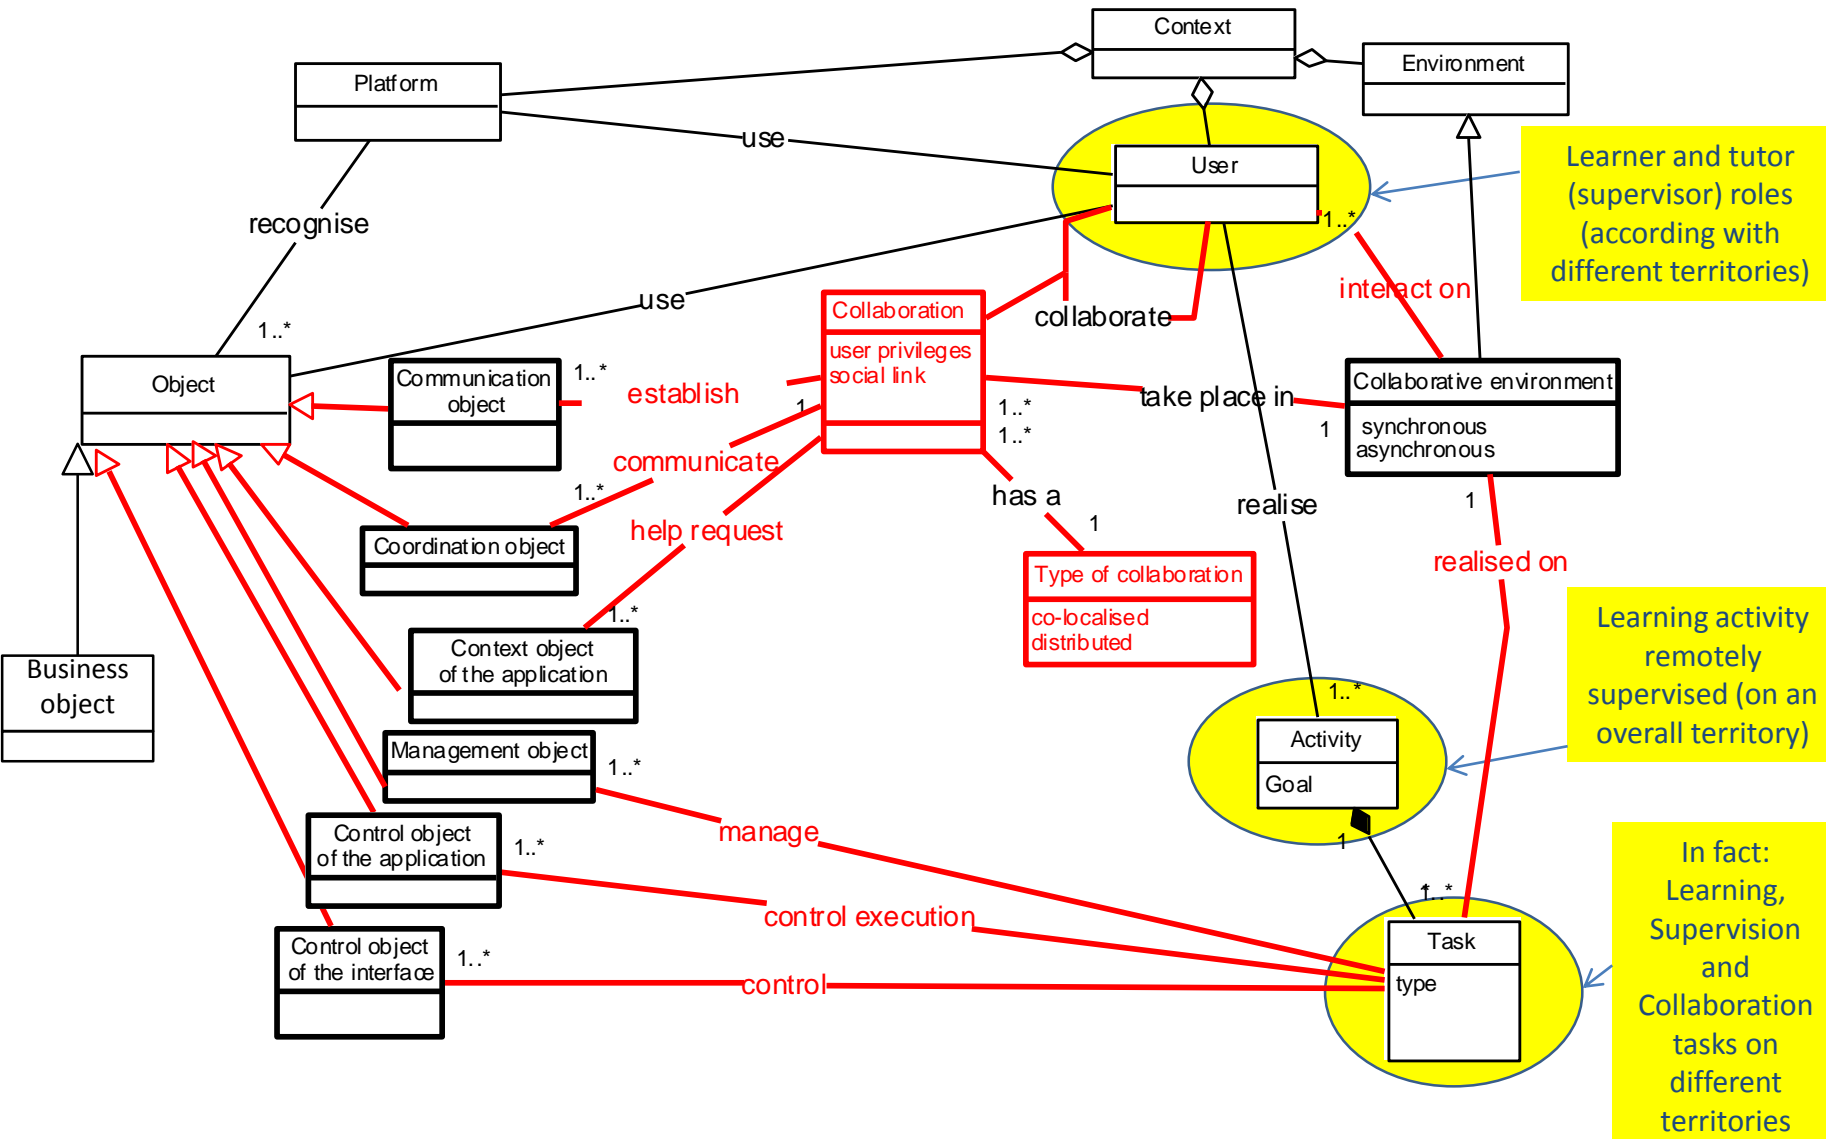 Context
Environment
Platform
use
User
Learner and tutor
(supervisor) roles
(according with
different territories)
1..*
recognise
interact on
use
collaborate
Collaboration
user privileges
social link
1..*
Object
Communication
object
1..*
establish
1
take place in
1..*
1..*
1
Collaborative environment
synchronous
asynchronous
communicate
1..*
has a
1
realise
1
help request
Coordination object
realised on
Type of collaboration
co-localised
distributed
1..*
Context object
of the application
Learning activity
remotely
supervised (on an
overall territory)
Business
object
1..*
Activity
Goal
Management object
1..*
manage
1
Control object
of the application
1..*
In fact:
Learning,
Supervision
and
Collaboration
tasks on
different
territories
1..*
control execution
Task
type
Control object
of the interface
1..*
control